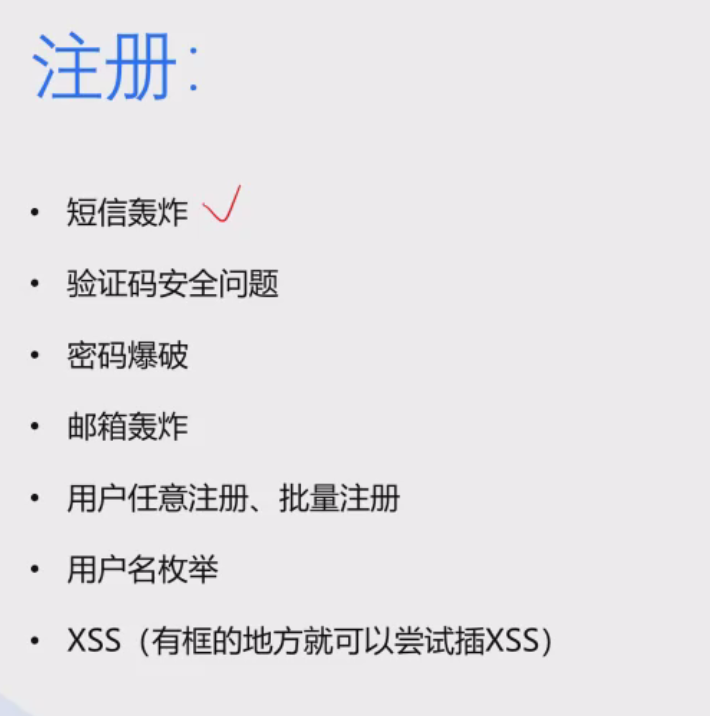 注册：
• 短信轰炸
• 验证码安全问题
• 密码爆破
• 邮箱轰炸
• 用户任意注册、批量注册
• 用户名枚举
• XSS（有框的地方就可以尝试插XSS）